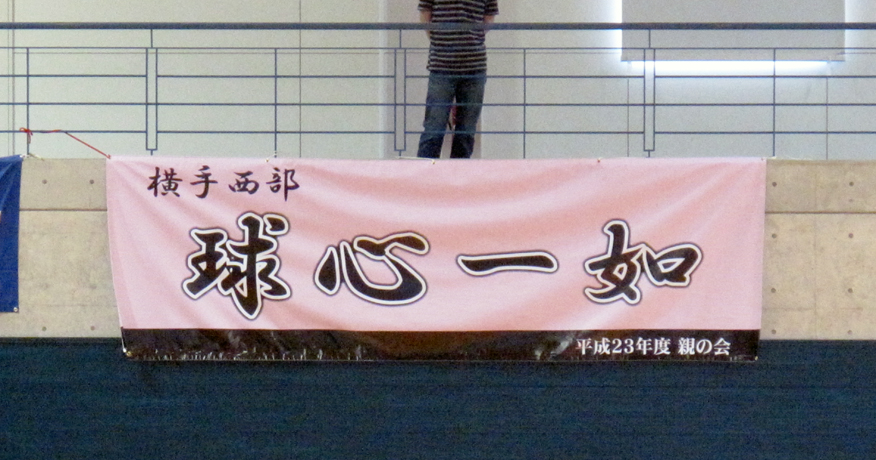 横手西部
球心一如
平成23年度 親の会